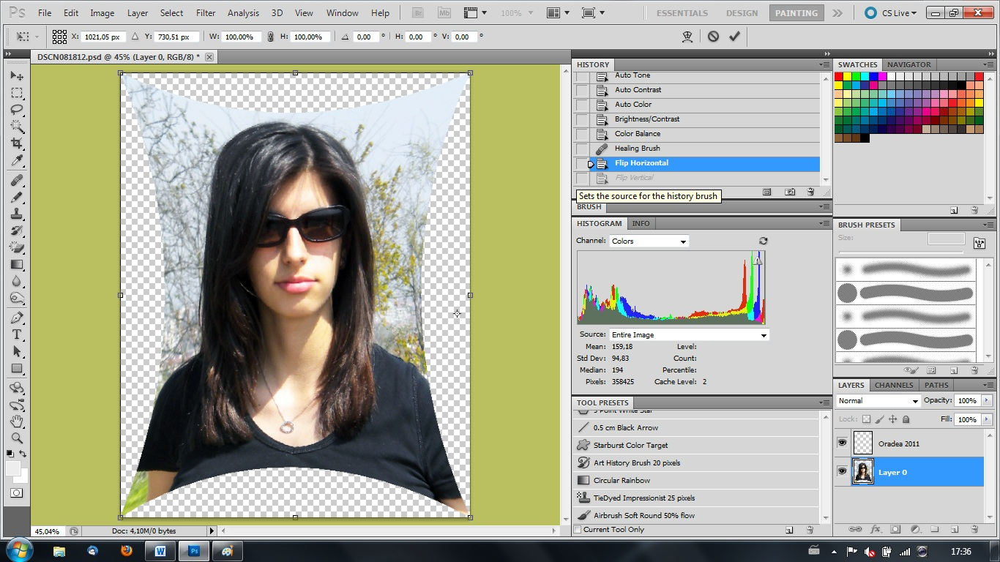 Ps File Edit Image Layer Select Filter Analysis 3D View Window Help Br Mb 100% ESSENTIALS DESIGN PAINTING CS Live
X: 1021,05 px Y: 730,51 px W: 100,00% H: 100,00% 0,00 ° H: 0,00 ° V: 0,00 °
DSCN081812.psd @ 45% (Layer 0, RGB/8) *
HISTORY
Auto Tone
Auto Contrast
Auto Color
Brightness/Contrast
Color Balance
Healing Brush
Flip Horizontal
Flip Vertical
Sets the source for the history brush
BRUSH
HISTOGRAM INFO
Channel: Colors
Source: Entire Image
Mean: 159,18 Level:
Std Dev: 94,83 Count:
Median: 194 Percentile:
Pixels: 358425 Cache Level: 2
TOOL PRESETS
5 Point White Star
0.5 cm Black Arrow
Starburst Color Target
Art History Brush 20 pixels
Circular Rainbow
TieDyed Impressionist 25 pixels
Airbrush Soft Round 50% flow
Current Tool Only
SWATCHES NAVIGATOR
BRUSH PRESETS
Size:
LAYERS CHANNELS PATHS
Normal Opacity: 100%
Lock: Fill: 100%
Oradea 2011
Layer 0
45,04% Doc: 4,10M/0 bytes
W Ps 17:36